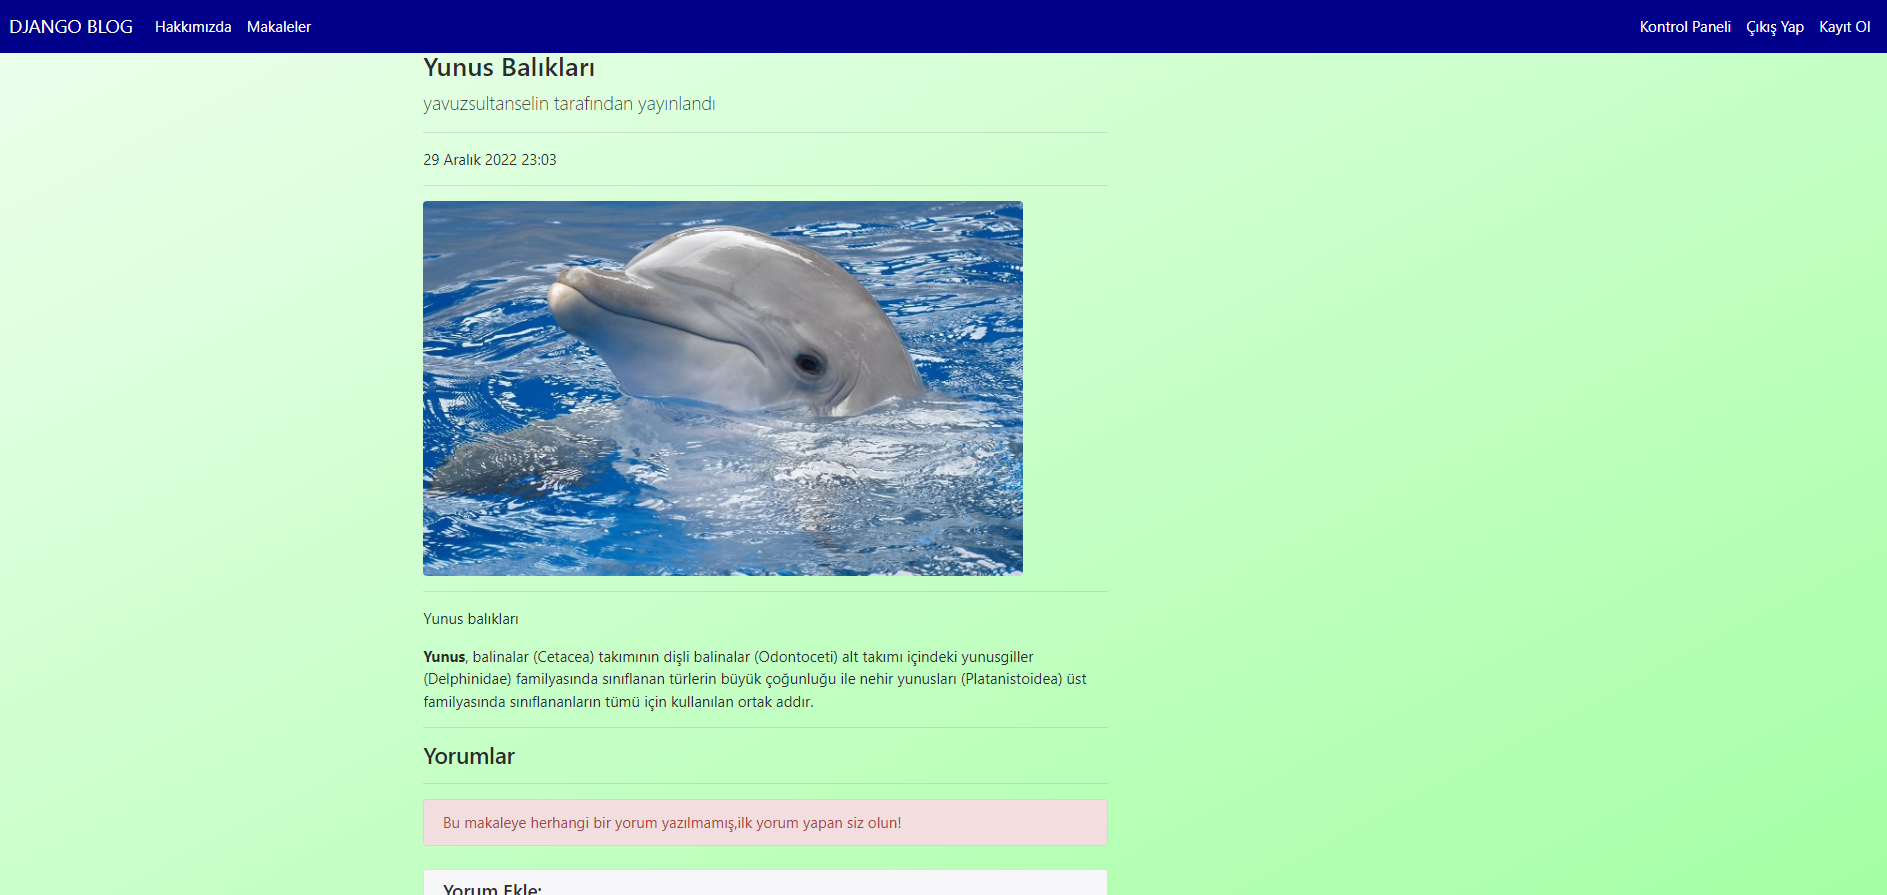 DJANGO BLOG Hakkımızda Makaleler Kontrol Paneli Çıkış Yap Kayıt Ol
Yunus Balıkları
yavuzsultanselin tarafından yayınlandı
29 Aralık 2022 23:03
Yunus balıkları
Yunus, balinalar (Cetacea) takımının dişli balinalar (Odontoceti) alt takımı içindeki yunusgiller
(Delphinidae) familyasında sınıflanan türlerin büyük çoğunluğu ile nehir yunusları (Platanistoidea) üst
familyasında sınıflananların tümü için kullanılan ortak addır.
Yorumlar
Bu makaleye herhangi bir yorum yazılmamış,ilk yorum yapan siz olun!
Yorum Ekle: